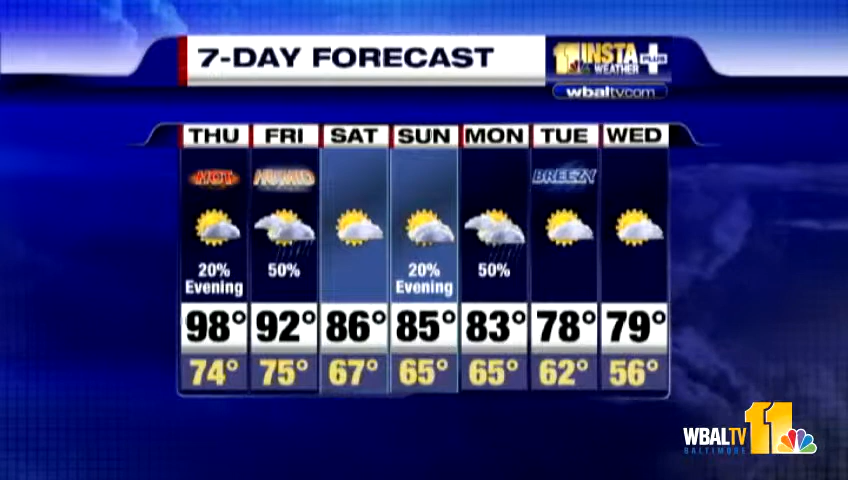 7-DAY FORECAST
11 INSTA
WEATHER PLUS
wbaltv.com
THU FRI SAT SUN MON TUE WED
HOT HUMID BREEZY
20% 50% 20% 50%
Evening Evening
98° 92° 86° 85° 83° 78° 79°
74° 75° 67° 65° 65° 62° 56°
WBALTV 11
BALTIMORE